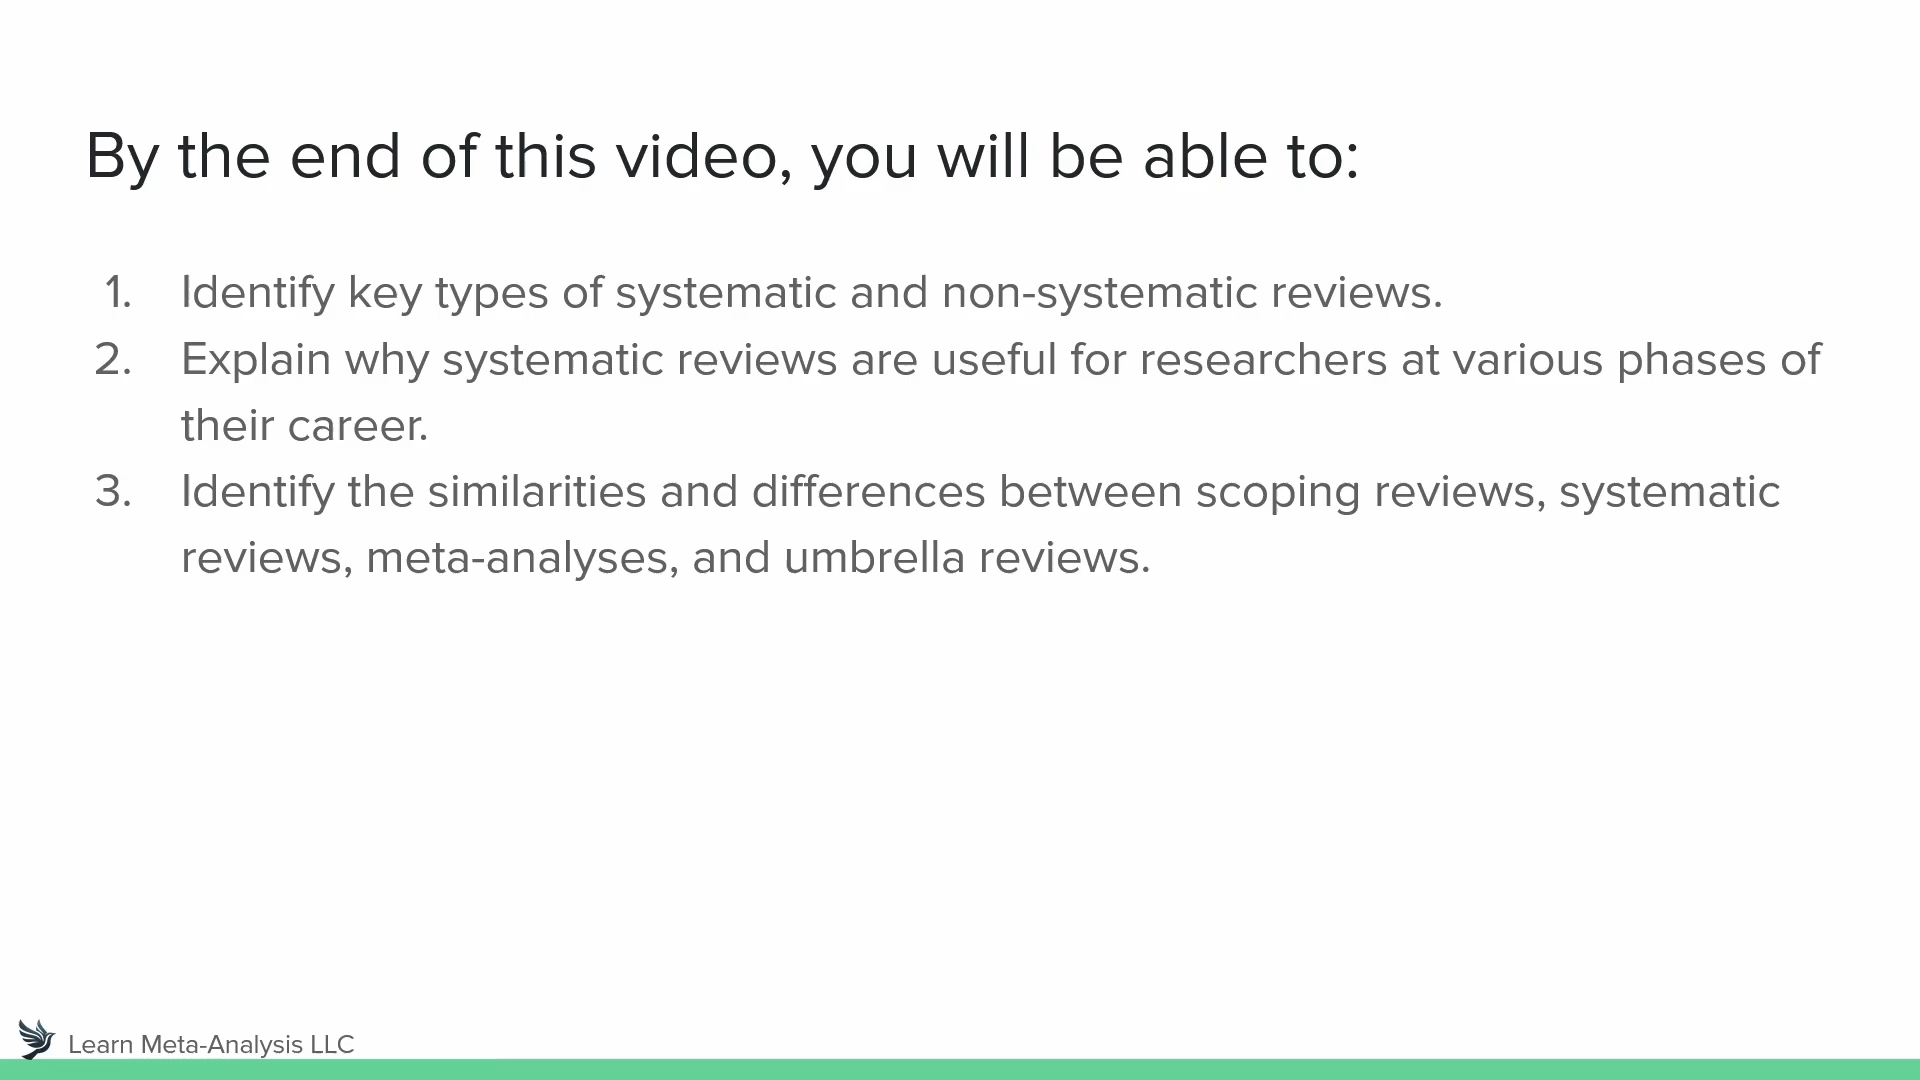 By the end of this video, you will be able to:
1. Identify key types of systematic and non-systematic reviews.
2. Explain why systematic reviews are useful for researchers at various phases of
their career.
3. Identify the similarities and differences between scoping reviews, systematic
reviews, meta-analyses, and umbrella reviews.
Learn Meta-Analysis LLC